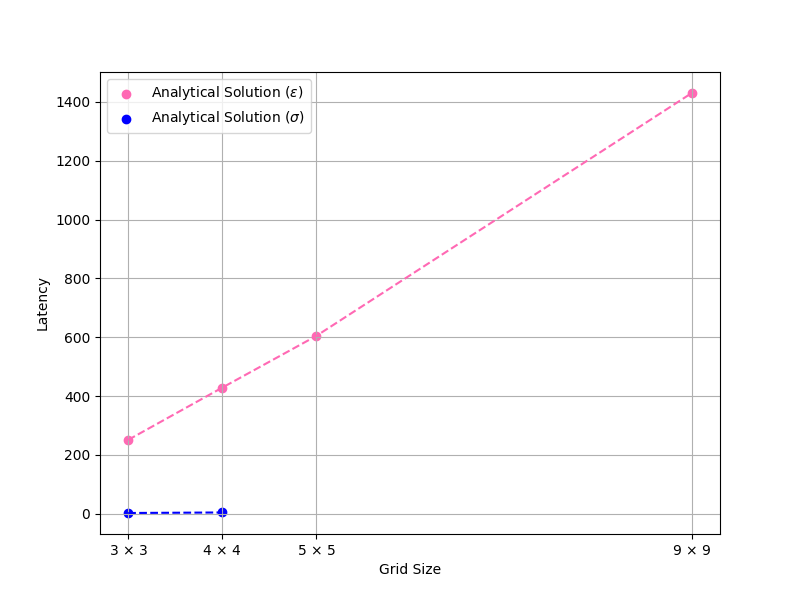 Analytical Solution (ε)
Analytical Solution (σ)
1400
1200
1000
800
600
400
200
0
Latency
3 × 3
4 × 4
5 × 5
9 × 9
Grid Size